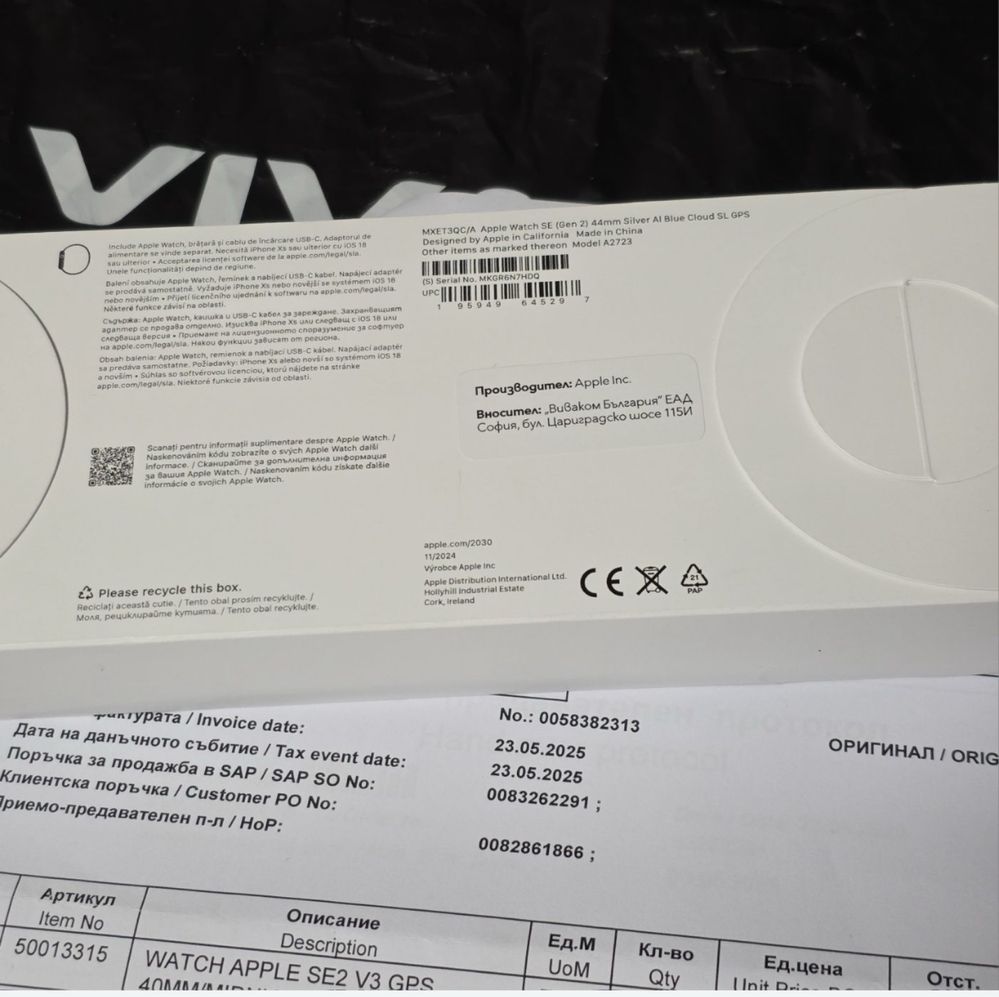 VIV
Include Apple Watch, brățară și cablu de încărcare USB-C. Adaptorul de
alimentare se vinde separat. Necesită iPhone Xs sau ulterior cu iOS 18
sau ulterior • Acceptarea licenței software de la apple.com/legal/sla.
Unele funcționalități depind de regiune.
Balení obsahuje Apple Watch, řemínek a nabíjecí USB-C kabel. Napájecí adaptér
se prodává samostatně. Vyžaduje iPhone Xs nebo novější se systémem iOS 18
nebo novějším • Přijetí licenčního ujednání k softwaru na apple.com/legal/sla.
Některé funkce závisí na oblasti.
Съдържа: Apple Watch, каишка и USB-C кабел за зареждане. Захранващият
адаптер се продава отделно. Изисква iPhone Xs или следващ с iOS 18 или
следваща версия • Приемане на лицензионното споразумение за софтуер
на apple.com/legal/sla. Някои функции зависят от региона.
Obsah balenia: Apple Watch, remienok a nabíjací USB-C kábel. Napájací adaptér
sa predáva samostatne. Požiadavky: iPhone Xs alebo novší so systémom iOS 18
a novším • Súhlas so softvérovou licenciou, ktorú nájdete na stránke
apple.com/legal/sla. Niektoré funkcie závisia od oblasti.
MXET3QC/A Apple Watch SE (Gen 2) 44mm Silver Al Blue Cloud SL GPS
Designed by Apple in California Made in China
Other items as marked thereon Model A2723
(S) Serial No. MKGR6N7HDQ
UPC
1 95949 64529 7
Производител: Apple Inc.
Вносител: „Виваком България“ ЕАД
София, бул. Цариградско шосе 115И
Scanați pentru informații suplimentare despre Apple Watch. /
Naskenováním kódu zobrazíte o svých Apple Watch další
informace. / Сканирайте за допълнителна информация
за вашия Apple Watch. / Naskenovaním kódu získate ďalšie
informácie o svojich Apple Watch.
apple.com/2030
11/2024
Výrobce Apple Inc
Apple Distribution International Ltd.
Hollyhill Industrial Estate
Cork, Ireland
CE
21
PAP
Please recycle this box.
Reciclați această cutie. / Tento obal prosím recyklujte. /
Моля, рециклирайте кутията. / Tento obal recyklujte.
фактурата / Invoice date:
No.: 0058382313
ОРИГИНАЛ / ORIG
Дата на данъчното събитие / Tax event date:
23.05.2025
Поръчка за продажба в SAP / SAP SO No:
23.05.2025
Клиентска поръчка / Customer PO No:
0083262291 ;
Приемо-предавателен п-л / HoP:
0082861866 ;
Артикул
Item No
Описание
Description
Ед.М
UoM
Кл-во
Qty
Ед.цена
Unit
Отст.
50013315
WATCH APPLE SE2 V3 GPS